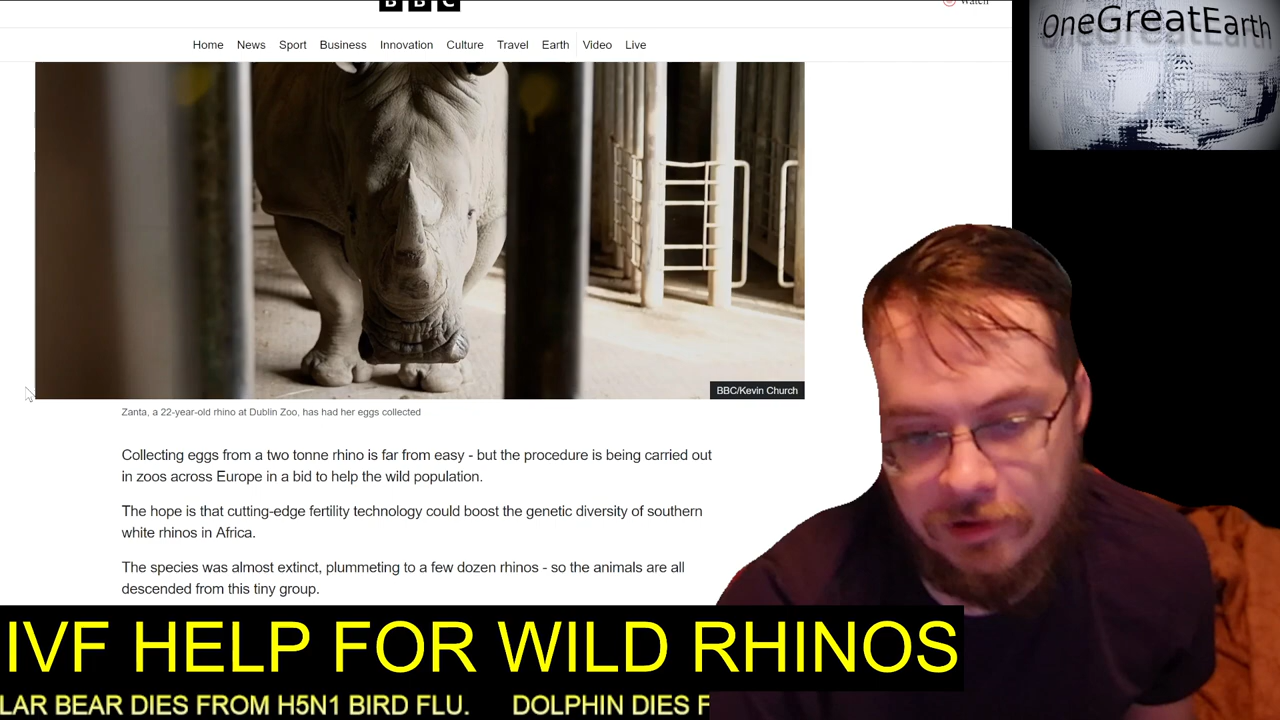 BBC
Watch
OneGreatEarth
Home News Sport Business Innovation Culture Travel Earth Video Live
BBC/Kevin Church
Zanta, a 22-year-old rhino at Dublin Zoo, has had her eggs collected
Collecting eggs from a two tonne rhino is far from easy - but the procedure is being carried out
in zoos across Europe in a bid to help the wild population.
The hope is that cutting-edge fertility technology could boost the genetic diversity of southern
white rhinos in Africa.
The species was almost extinct, plummeting to a few dozen rhinos - so the animals are all
descended from this tiny group.
IVF HELP FOR WILD RHINOS
LAR BEAR DIES FROM H5N1 BIRD FLU. DOLPHIN DIES F